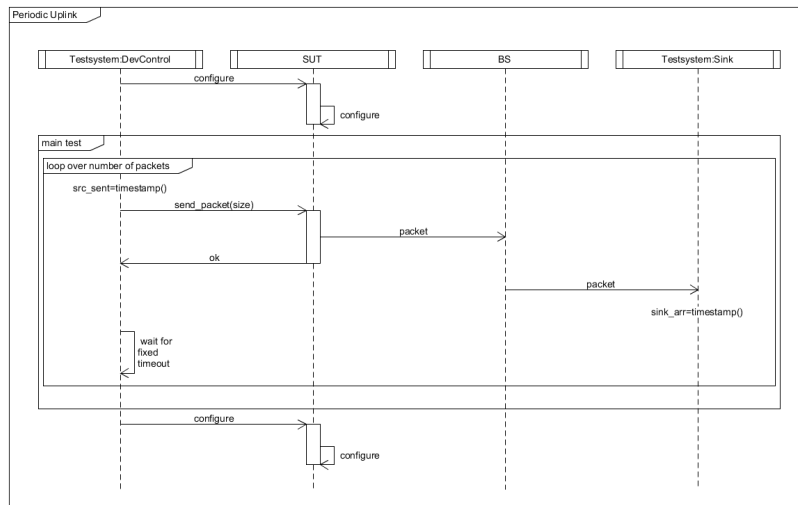 Periodic Uplink
Testsystem:DevControl
SUT
BS
Testsystem:Sink
configure
configure
main test
loop over number of packets
src_sent=timestamp()
send_packet(size)
packet
ok
packet
sink_arr=timestamp()
wait for
fixed
timeout
configure
configure